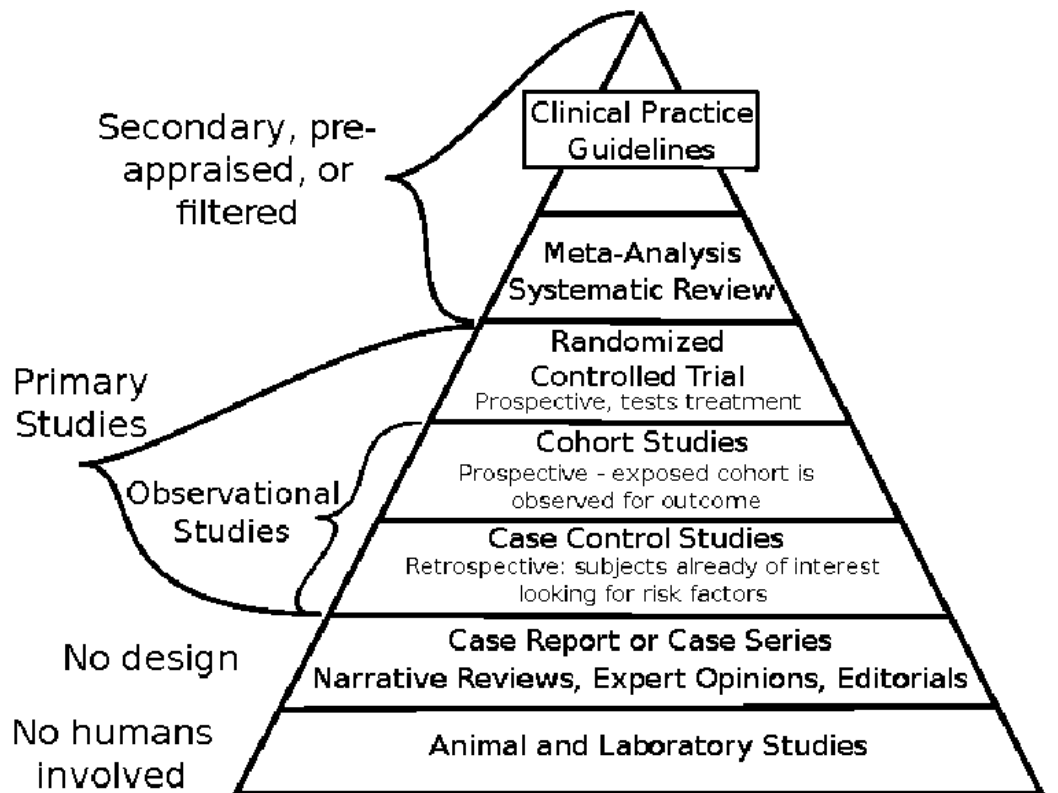 Clinical Practice
Guidelines
Secondary, pre-
appraised, or
filtered
Meta-Analysis
Systematic Review
Randomized
Controlled Trial
Prospective, tests treatment
Primary
Studies
Cohort Studies
Prospective - exposed cohort is
observed for outcome
Observational
Studies
Case Control Studies
Retrospective: subjects already of interest
looking for risk factors
No design
Case Report or Case Series
Narrative Reviews, Expert Opinions, Editorials
No humans
involved
Animal and Laboratory Studies